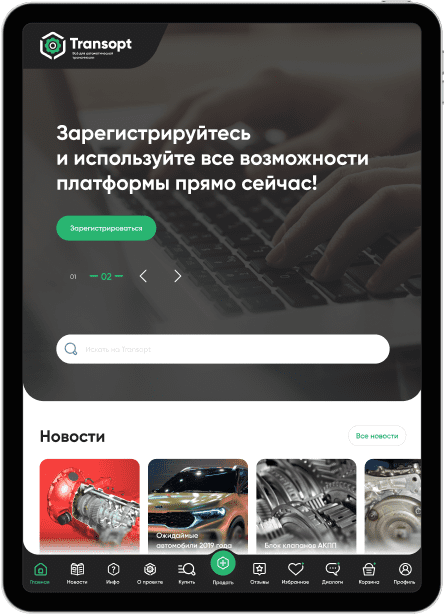 Transopt
Всё для автоматической
трансмиссии
Зарегистрируйтесь
и используйте все возможности
платформы прямо сейчас!
Зарегистрироваться
01
02
Искать на Transopt
Новости
Все новости
Ожидаемые
автомобили 2019 года
Блок клапанов АКПП
Главная
Новости
Инфо
О проекте
Купить
Продать
Отзывы
Избранное
Диалоги
Корзина
Профиль